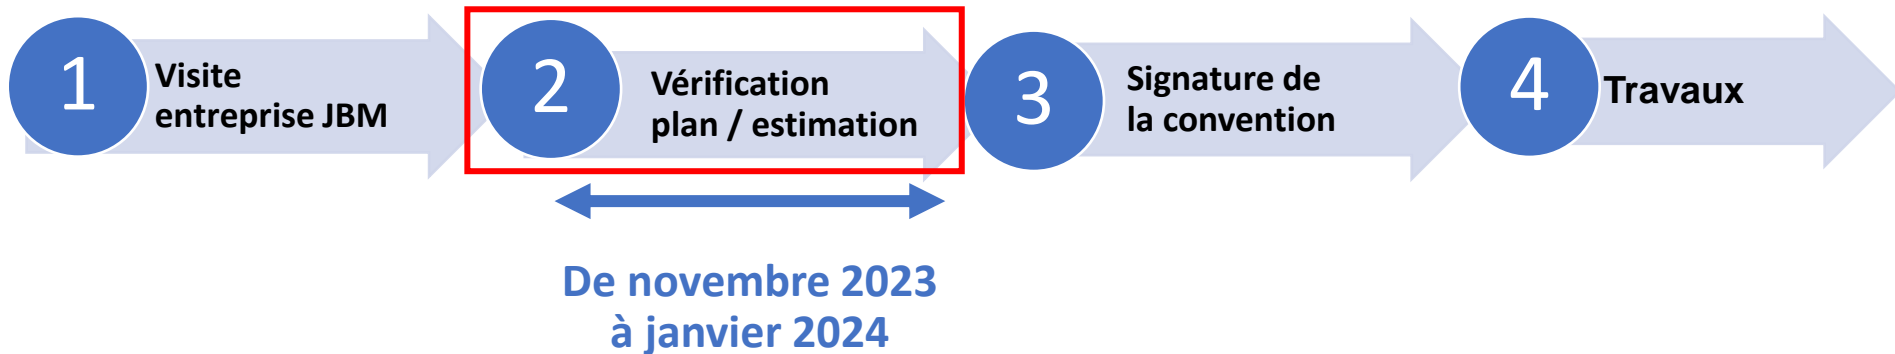 1
Visite
entreprise JBM
2
Vérification
plan / estimation
3
Signature de
la convention
4
Travaux
De novembre 2023
à janvier 2024